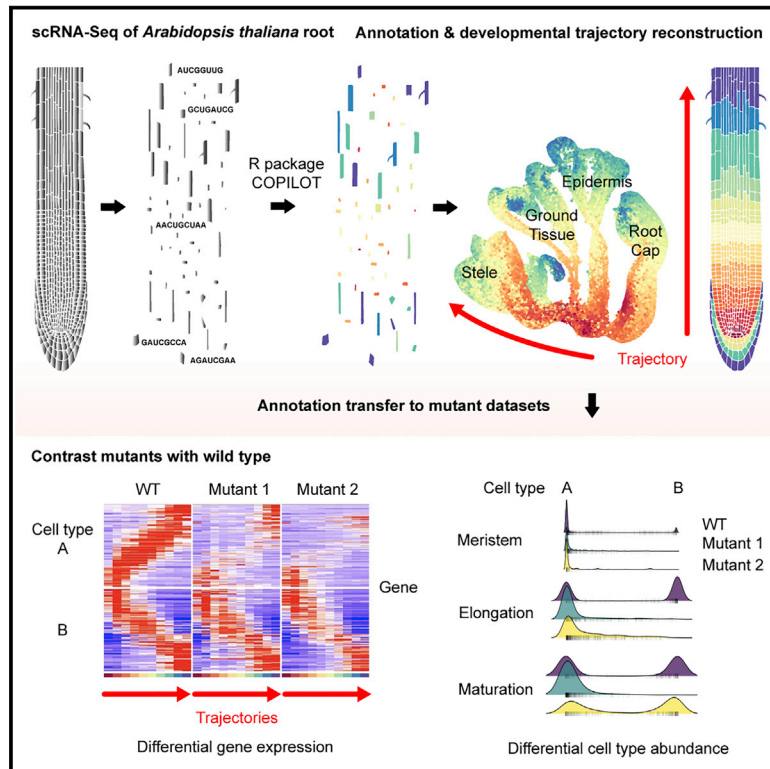 scRNA-Seq of Arabidopsis thaliana root
Annotation & developmental trajectory reconstruction
AUCGGUUG
GCUGAUCG
AACUGCUAA
GAUCGCCA
AGAUCGAA
R package
COPILOT
Epidermis
Ground
Tissue
Root
Cap
Stele
Trajectory
Annotation transfer to mutant datasets
Contrast mutants with wild type
WT
Mutant 1
Mutant 2
Cell type
A
B
Gene
Trajectories
Differential gene expression
Cell type
A
B
WT
Mutant 1
Mutant 2
Meristem
Elongation
Maturation
Differential cell type abundance